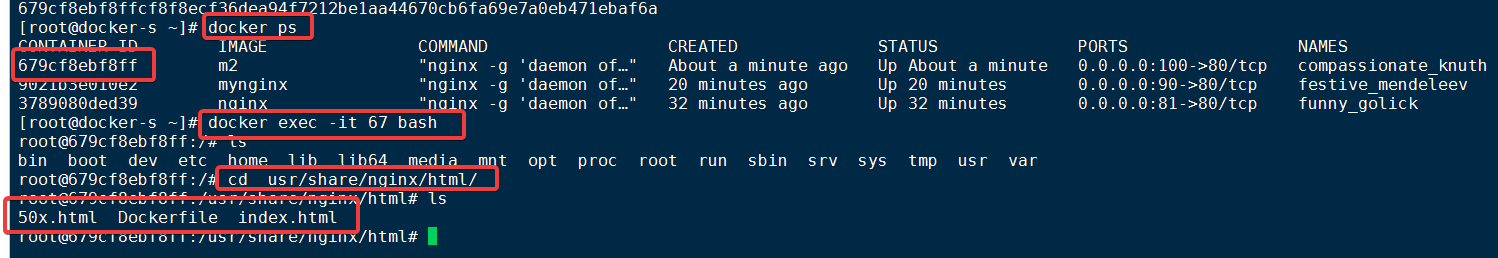 679cf8ebf8ffcf8f8ecf36dea94f7212be1aa44670cb6fa69e7a0eb471ebaf6a
[root@docker-s ~]# docker ps
CONTAINER ID        IMAGE               COMMAND                  CREATED              STATUS              PORTS                 NAMES
679cf8ebf8ff        m2                  "nginx -g 'daemon of…"   About a minute ago   Up About a minute   0.0.0.0:100->80/tcp   compassionate_knuth
9021b3e010e2        mynginx             "nginx -g 'daemon of…"   20 minutes ago       Up 20 minutes       0.0.0.0:90->80/tcp    festive_mendeleev
3789080ded39        nginx               "nginx -g 'daemon of…"   32 minutes ago       Up 32 minutes       0.0.0.0:81->80/tcp    funny_golick
[root@docker-s ~]# docker exec -it 67 bash
root@679cf8ebf8ff:/# ls
bin  boot  dev  etc  home  lib  lib64  media  mnt  opt  proc  root  run  sbin  srv  sys  tmp  usr  var
root@679cf8ebf8ff:/# cd  usr/share/nginx/html/
root@679cf8ebf8ff:/usr/share/nginx/html# ls
50x.html  Dockerfile  index.html
root@679cf8ebf8ff:/usr/share/nginx/html#